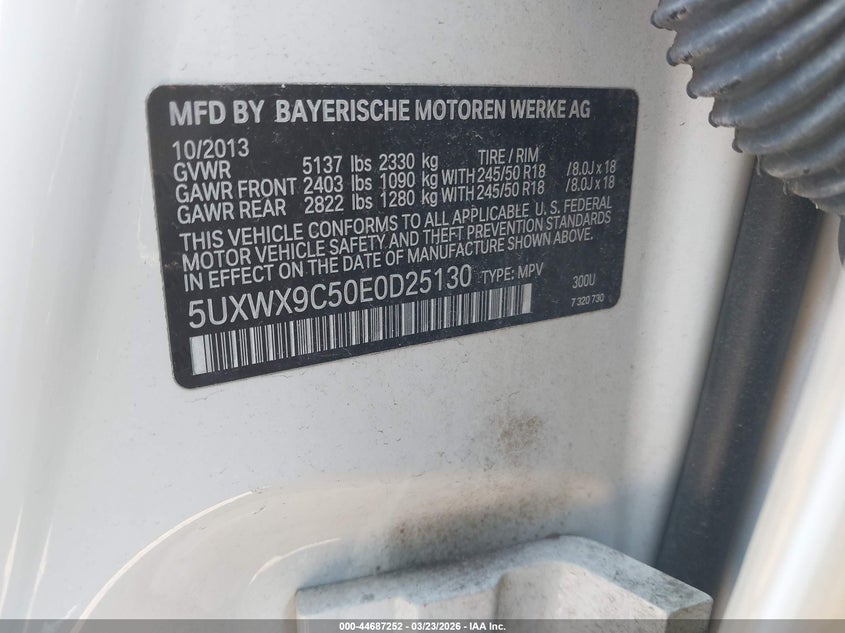 MFD BY BAYERISCHE MOTOREN WERKE AG
10/2013
GVWR 5137 lbs 2330 kg TIRE / RIM
GAWR FRONT 2403 lbs 1090 kg WITH 245/50 R18 / 8.0J x 18
GAWR REAR 2822 lbs 1280 kg WITH 245/50 R18 / 8.0J x 18
THIS VEHICLE CONFORMS TO ALL APPLICABLE U. S. FEDERAL
MOTOR VEHICLE SAFETY AND THEFT PREVENTION STANDARDS
IN EFFECT ON THE DATE OF MANUFACTURE SHOWN ABOVE.
5UXWX9C50E0D25130 TYPE: MPV 300U
7 320 730
000-44687252 - 03/23/2026 - IAA Inc.